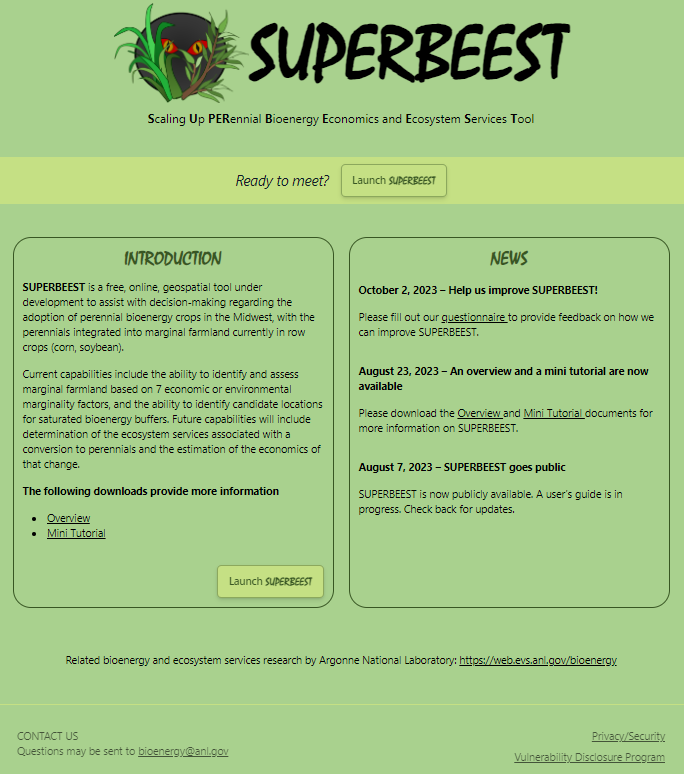 SUPERBEEST
Scaling Up PERennial Bioenergy Economics and Ecosystem Services Tool
Ready to meet? Launch SUPERBEEST
INTRODUCTION
SUPERBEEST is a free, online, geospatial tool under
development to assist with decision-making regarding the
adoption of perennial bioenergy crops in the Midwest, with the
perennials integrated into marginal farmland currently in row
crops (corn, soybean).
Current capabilities include the ability to identify and assess
marginal farmland based on 7 economic or environmental
marginality factors, and the ability to identify candidate locations
for saturated bioenergy buffers. Future capabilities will include
determination of the ecosystem services associated with a
conversion to perennials and the estimation of the economics of
that change.
The following downloads provide more information
• Overview
• Mini Tutorial
Launch SUPERBEEST
NEWS
October 2, 2023 – Help us improve SUPERBEEST!
Please fill out our questionnaire to provide feedback on how we
can improve SUPERBEEST.
August 23, 2023 – An overview and a mini tutorial are now
available
Please download the Overview and Mini Tutorial documents for
more information on SUPERBEEST.
August 7, 2023 – SUPERBEEST goes public
SUPERBEEST is now publicly available. A user's guide is in
progress. Check back for updates.
Related bioenergy and ecosystem services research by Argonne National Laboratory: https://web.evs.anl.gov/bioenergy
CONTACT US
Questions may be sent to bioenergy@anl.gov
Privacy/Security
Vulnerability Disclosure Program